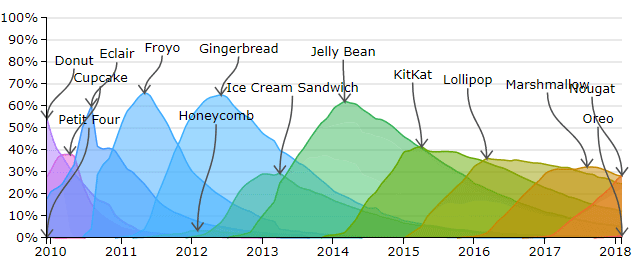 100%
90%
80%
70%
60%
50%
40%
30%
20%
10%
0%
Donut
Cupcake
Petit Four
Eclair
Froyo
Gingerbread
Honeycomb
Ice Cream Sandwich
Jelly Bean
KitKat
Lollipop
Marshmallow
Nougat
Oreo
2010 2011 2012 2013 2014 2015 2016 2017 2018